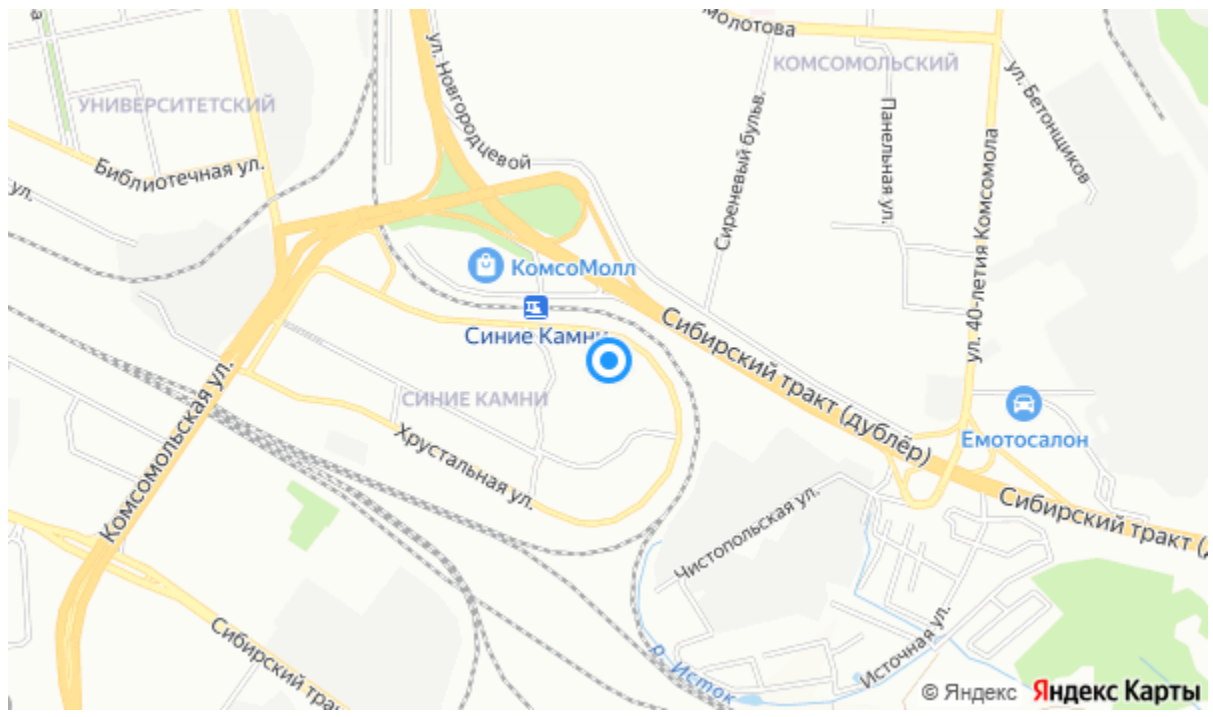 а
Молотова
УНИВЕРСИТЕТСКИЙ
ул. Новгородцевой
КОМСОМОЛЬСКИЙ
ул. Бетонщиков
Библиотечная ул.
ул.
Сиреневый бульв.
Панельная ул.
ул. 40-летия Комсомола
КомсоМолл
Синие Камни
Сибирский тракт (дублёр)
СИНИЕ КАМНИ
Комсомольская ул.
Хрустальная ул.
Емотосалон
Сибирский тракт (д
Чистопольская ул.
Источная ул.
Сибирский трак
р. Исток
© Яндекс Яндекс Карты